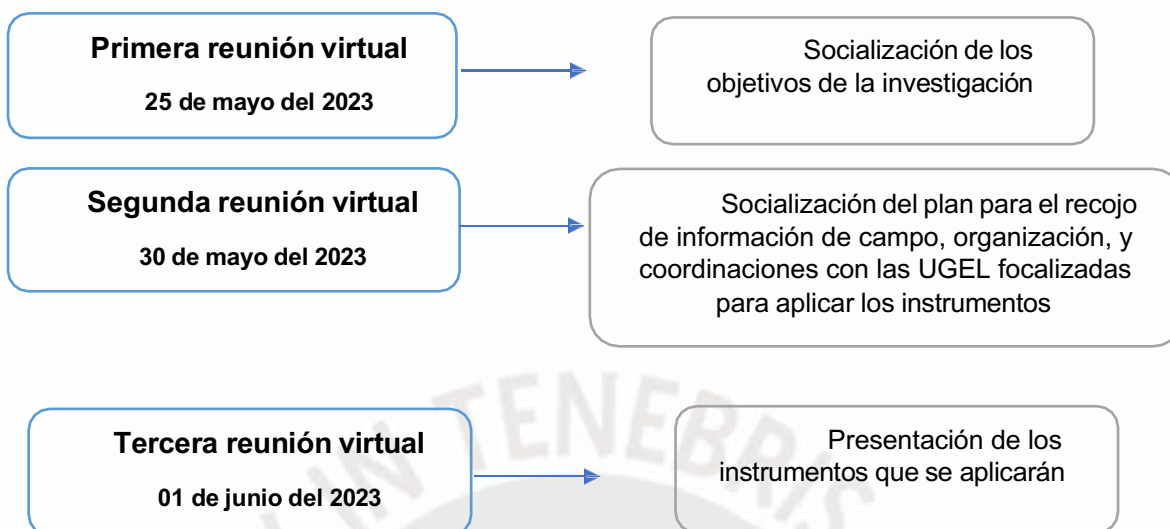 Primera reunión virtual
25 de mayo del 2023
Socialización de los
objetivos de la investigación
Segunda reunión virtual
30 de mayo del 2023
Socialización del plan para el recojo
de información de campo, organización, y
coordinaciones con las UGEL focalizadas
para aplicar los instrumentos
Tercera reunión virtual
01 de junio del 2023
Presentación de los
instrumentos que se aplicarán
IN TENEBRIS